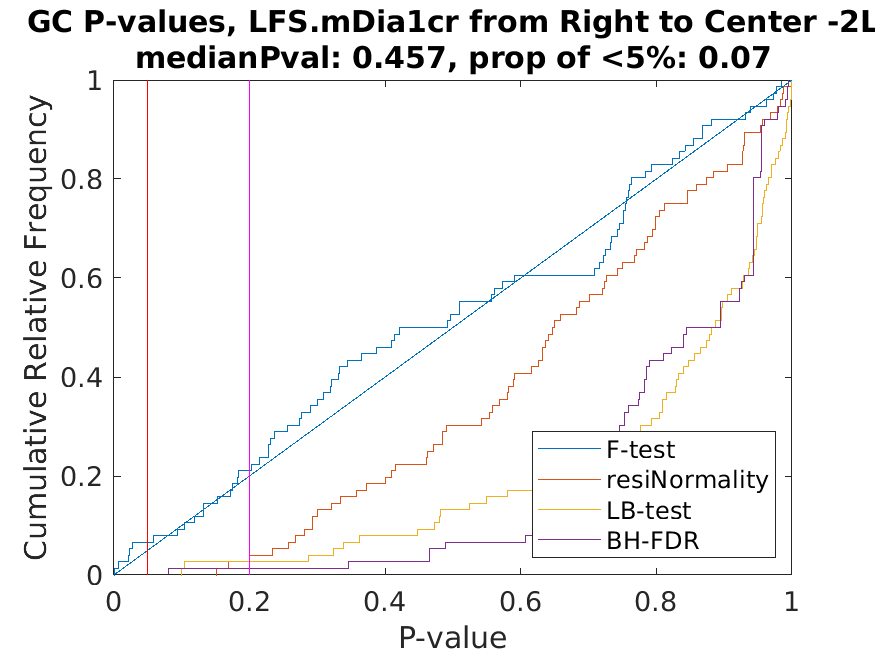 GC P-values, LFS.mDia1cr from Right to Center -2L
medianPval: 0.457, prop of <5%: 0.07
Cumulative Relative Frequency
1
0.8
0.6
0.4
0.2
0
0
0.2
0.4
0.6
0.8
1
P-value
F-test
resiNormality
LB-test
BH-FDR